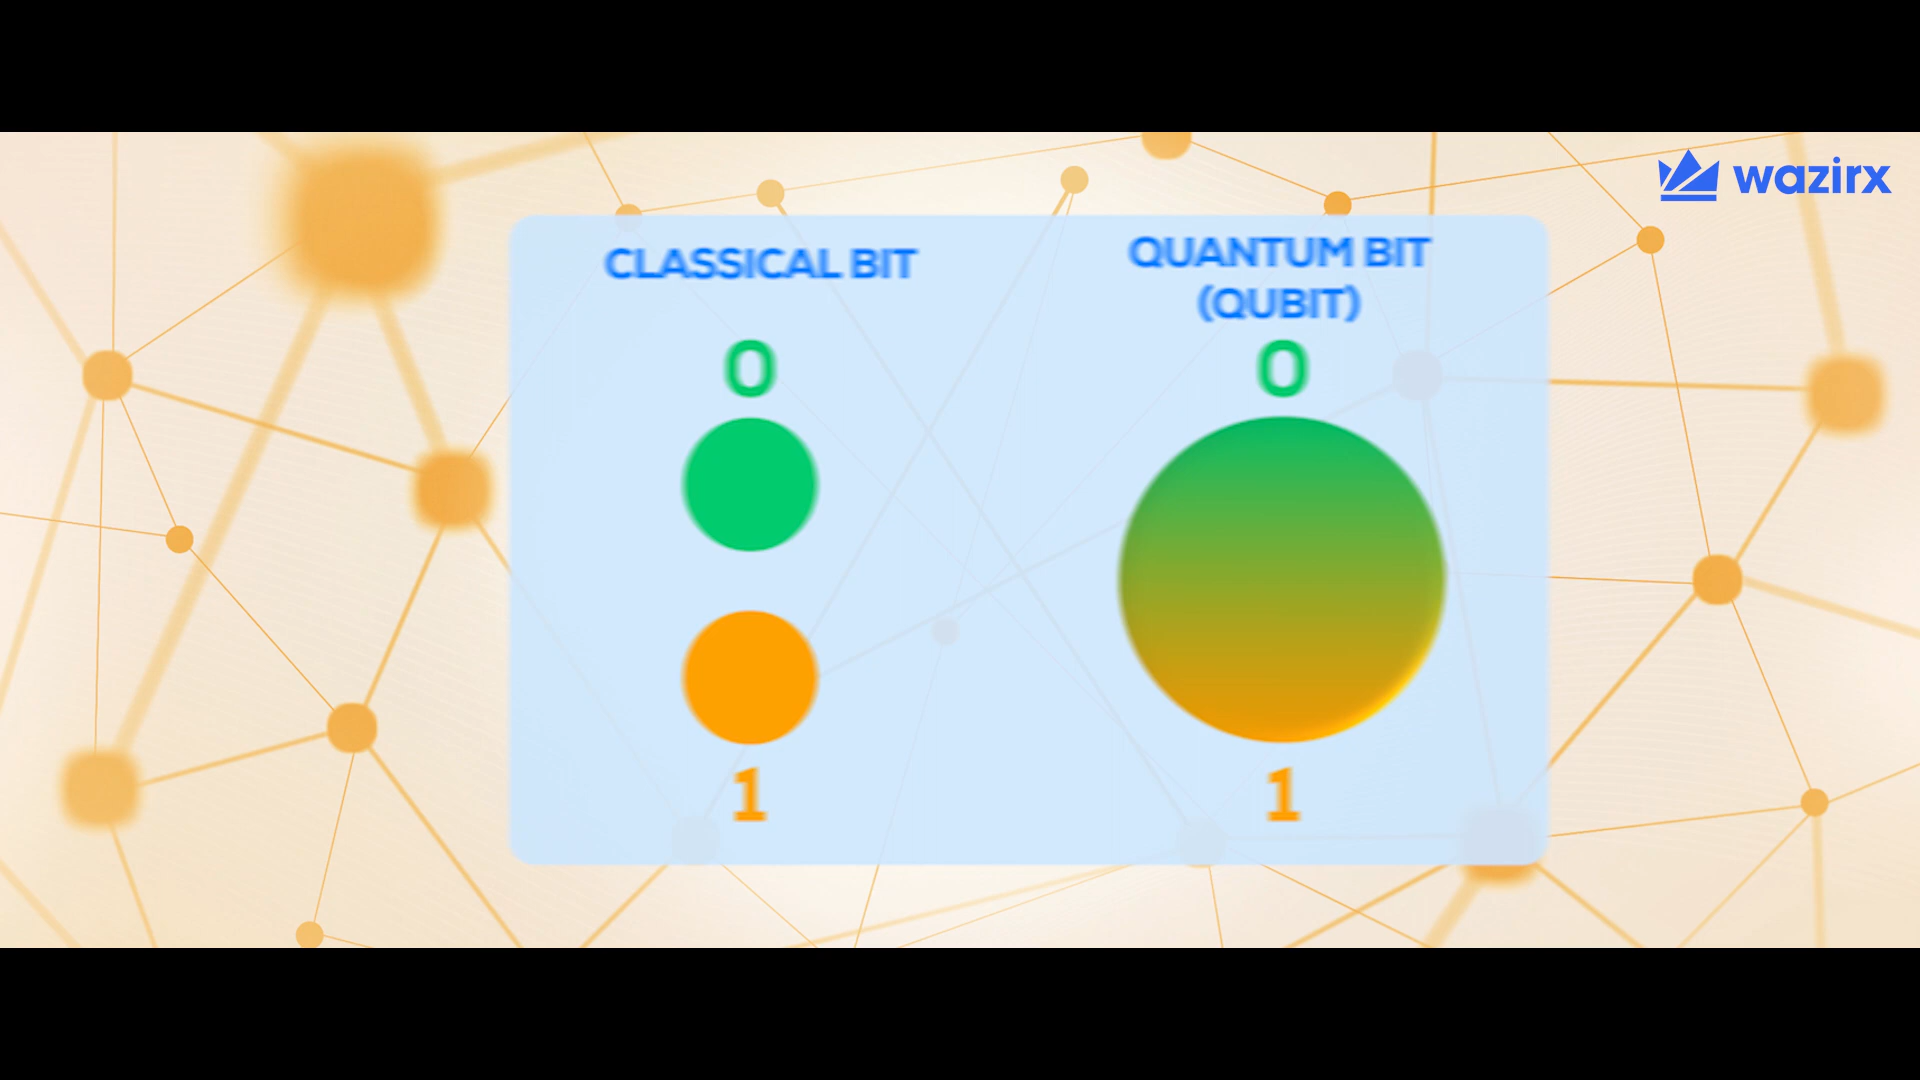 wazirx
CLASSICAL BIT
0
1
QUANTUM BIT
(QUBIT)
0
1